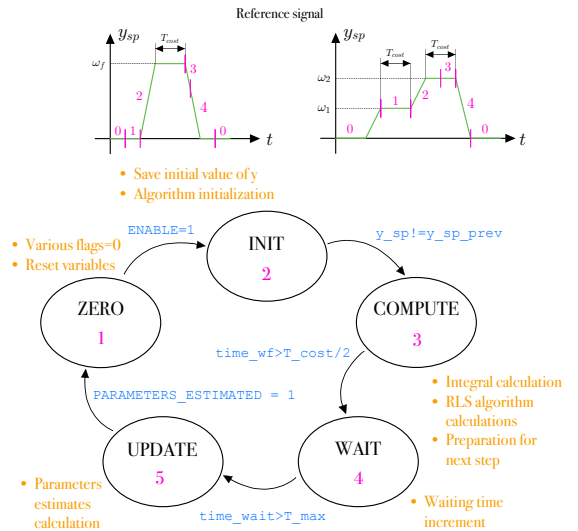 Reference signal
y_sp
T_cost
ω_f
3
2
4
0
1
0
t
y_sp
T_cost
T_cost
ω_2
3
ω_1
1
2
4
0
0
t
• Save initial value of y
• Algorithm initialization
ENABLE=1
INIT
2
y_sp!=y_sp_prev
• Various flags=0
• Reset variables
ZERO
1
COMPUTE
3
time_wf>T_cost/2
• Integral calculation
• RLS algorithm
calculations
• Preparation for
next step
PARAMETERS_ESTIMATED = 1
UPDATE
5
WAIT
4
• Parameters
estimates
calculation
time_wait>T_max
• Waiting time
increment